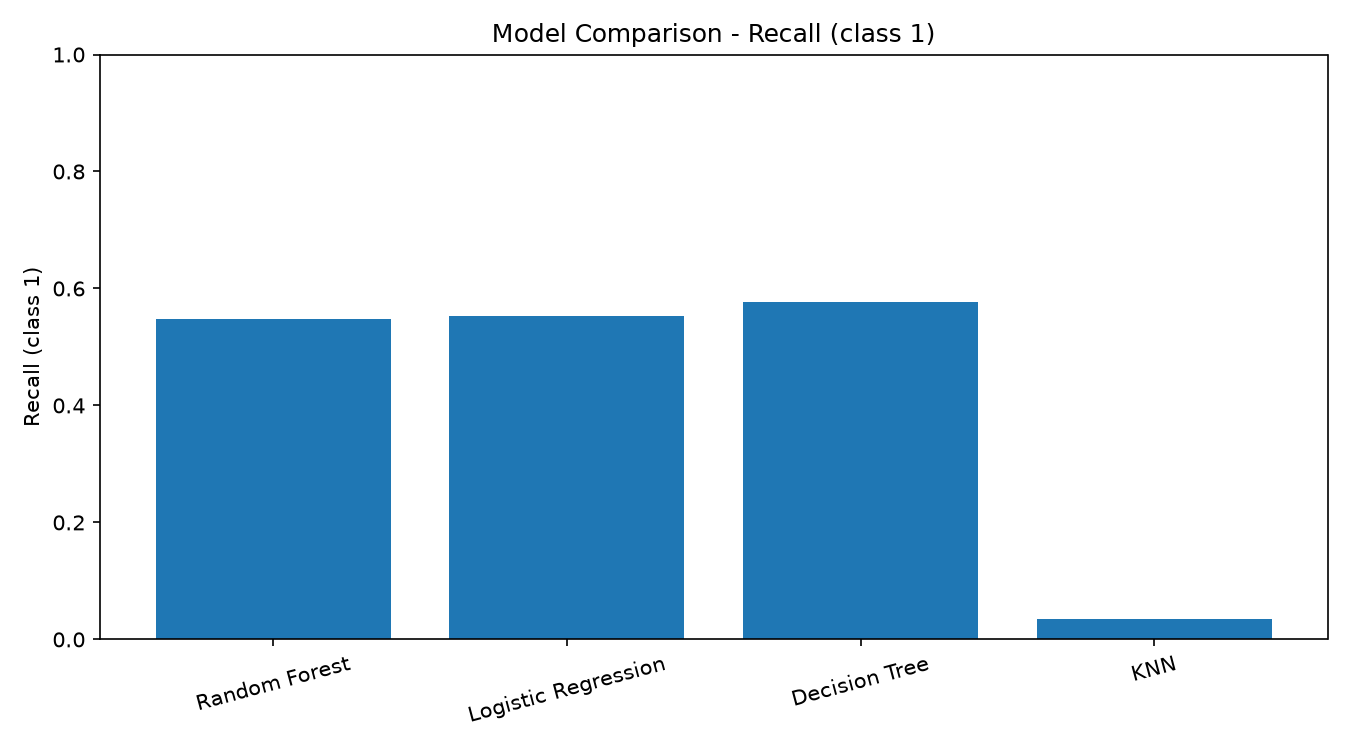 Model Comparison - Recall (class 1)
Recall (class 1)
1.0
0.8
0.6
0.4
0.2
0.0
Random Forest
Logistic Regression
Decision Tree
KNN